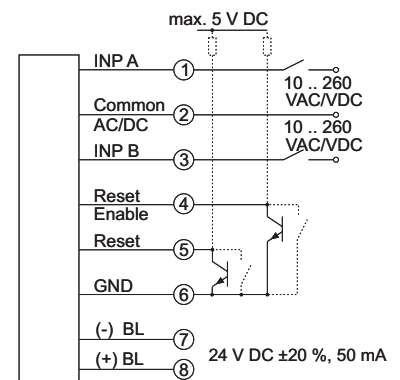 max. 5 V DC
INP A
1
10 .. 260
VAC/VDC
Common
AC/DC
2
10 .. 260
VAC/VDC
INP B
3
Reset
Enable
4
Reset
5
GND
6
(-) BL
7
24 V DC ±20 %, 50 mA
(+) BL
8